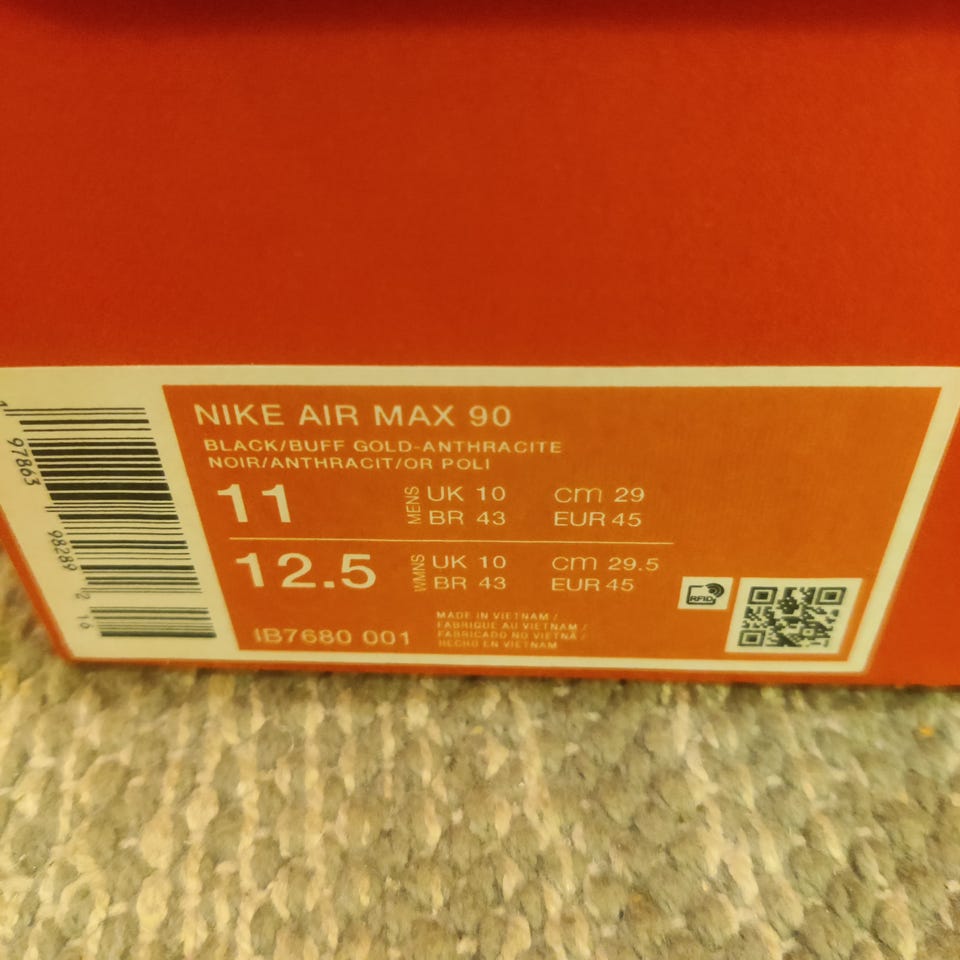 NIKE AIR MAX 90
BLACK/BUFF GOLD-ANTHRACITE
NOIR/ANTHRACIT/OR POLI
11 MENS UK 10 cm 29
BR 43 EUR 45
12.5 WMNS UK 10 cm 29.5
BR 43 EUR 45
RFID
IB7680 001
MADE IN VIETNAM /
FABRIQUE AU VIETNAM /
FABRICADO NO VIETNÃ /
HECHO EN VIETNAM
97863 98289